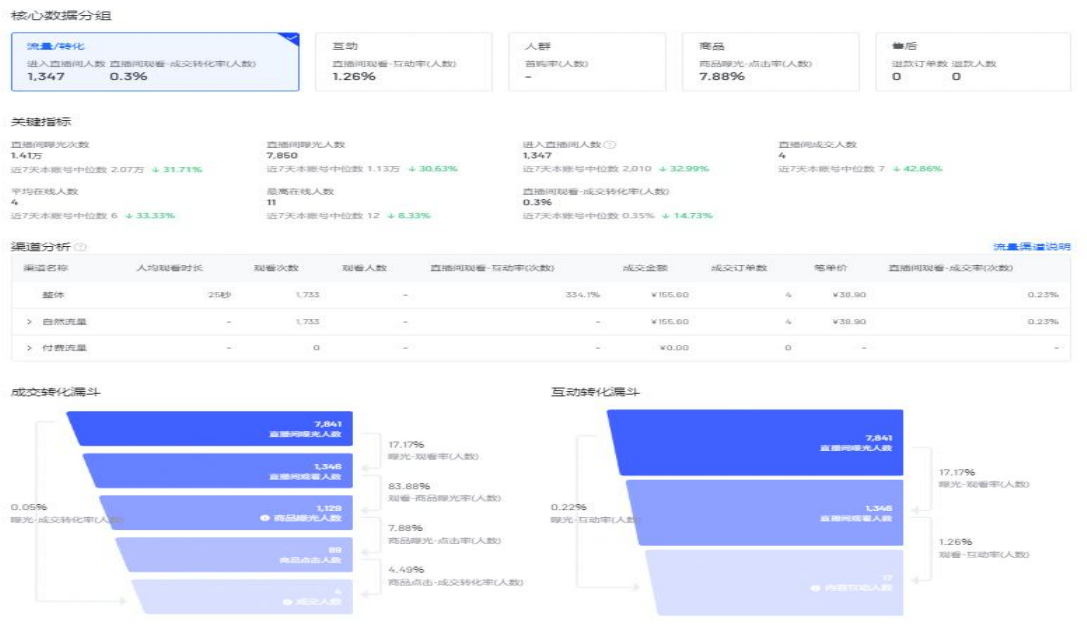 核心数据分组
流量/转化
进入直播间人数 直播间观看-成交转化率(人数)
1,347 0.3%
互动
直播间观看-互动率(人数)
1.26%
人群
首购率(人数)
-
商品
商品曝光-点击率(人数)
7.88%
售后
退款订单数 退款人数
0 0
关键指标
直播间曝光次数
1.41万
近7天本账号中位数 2.07万 ↓ 31.71%
直播间曝光人数
7,850
近7天本账号中位数 1.13万 ↓ 30.63%
进入直播间人数
1,347
近7天本账号中位数 2,010 ↓ 32.99%
直播间成交人数
4
近7天本账号中位数 7 ↓ 42.86%
平均在线人数
4
近7天本账号中位数 6 ↓ 33.33%
最高在线人数
11
近7天本账号中位数 12 ↓ 8.33%
直播间观看-成交转化率(人数)
0.3%
近7天本账号中位数 0.35% ↓ 14.73%
渠道分析 流量渠道说明
渠道名称 人均观看时长 观看次数 观看人数 直播间观看-互动率(次数) 成交金额 成交订单数 笔单价 直播间观看-成交率(次数)
整体 25秒 1,733 - 334.1% ¥155.60 4 ¥38.90 0.23%
> 自然流量 - 1,733 - - ¥155.60 4 ¥38.90 0.23%
> 付费流量 - 0 - - ¥0.00 0 - -
成交转化漏斗
7,841
直播间曝光人数
17.17%
曝光-观看率(人数)
1,346
直播间观看人数
83.88%
观看-商品曝光率(人数)
0.05%
曝光-成交转化率(人数)
1,129
商品曝光人数
7.88%
商品曝光-点击率(人数)
89
商品点击人数
4.49%
商品点击-成交转化率(人数)
4
成交人数
互动转化漏斗
7,841
直播间曝光人数
17.17%
曝光-观看率(人数)
0.22%
曝光-互动率(人数)
1,346
直播间观看人数
1.26%
观看-互动率(人数)
17
内容互动人数